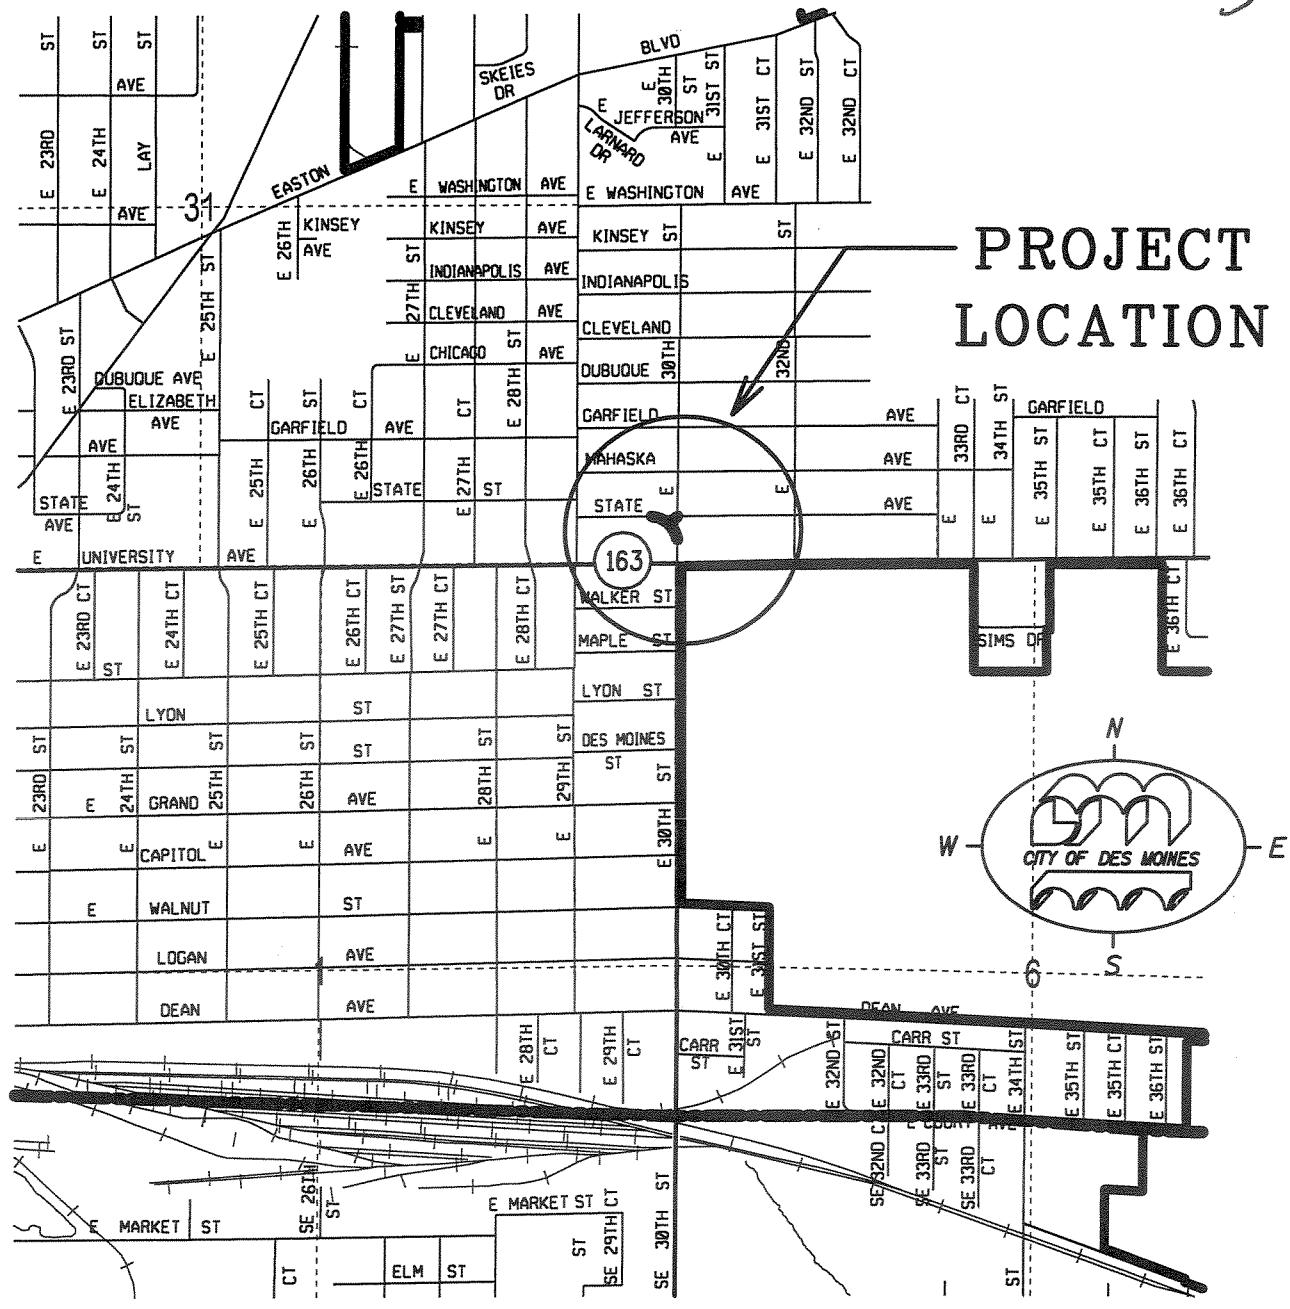 BLVD
SKEIES
DR
E
30TH
ST
31ST ST
E
31ST CT
E
32ND ST
E
32ND CT
E
E
JEFFERSON
AVE
LARNARD
DR
ST
ST
ST
AVE
E 23RD
E 24TH
LAY
EASTON
E WASHINGTON AVE
E WASHINGTON AVE
AVE
31
E 26TH
KINSEY
AVE
KINSEY AVE
KINSEY ST
ST
PROJECT
LOCATION
E 25TH ST
E 27TH ST
INDIANAPOLIS AVE
INDIANAPOLIS
CLEVELAND AVE
CLEVELAND
CHICAGO AVE
DUBUQUE
30TH
32ND
E 23RD ST
DUBUQUE AVE
ELIZABETH
AVE
E 28TH ST
GARFIELD AVE
GARFIELD AVE
GARFIELD
E 25TH CT
E 26TH ST
E 26TH CT
E 27TH CT
AVE
MAHASKA AVE
E 33RD CT
E 34TH ST
E 35TH ST
E 35TH CT
E 36TH ST
E 36TH CT
STATE
AVE
E 24TH
ST
STATE ST
STATE AVE
E
E
E UNIVERSITY AVE
163
WALKER ST
MAPLE ST
E 23RD CT
E 24TH CT
E 25TH CT
E 26TH CT
E 27TH ST
E 27TH CT
E 28TH CT
E 36TH CT
SIMS DR
ST
LYON ST
LYON ST
ST
DES MOINES
ST
E 23RD ST
E 24TH ST
E 25TH ST
E 26TH ST
E 28TH ST
E 29TH ST
E 30TH ST
E GRAND AVE
CAPITOL AVE
E WALNUT ST
LOGAN AVE
DEAN AVE
N
W
E
S
CITY OF DES MOINES
6
E 30TH CT
E 31ST ST
DEAN AVE
CARR ST
CARR
ST
E 28TH CT
E 29TH CT
E 31ST ST
E 32ND ST
E 32ND CT
E 33RD ST
E 33RD CT
E 34TH ST
E 35TH ST
E 35TH CT
E 36TH ST
E COURT AVE
SE 32ND C
SE 33RD ST
SE 33RD CT
SE 26TH
ST
E MARKET ST
E MARKET ST
SE 29TH CT
ST
SE 30TH ST
CT
ELM ST
ST